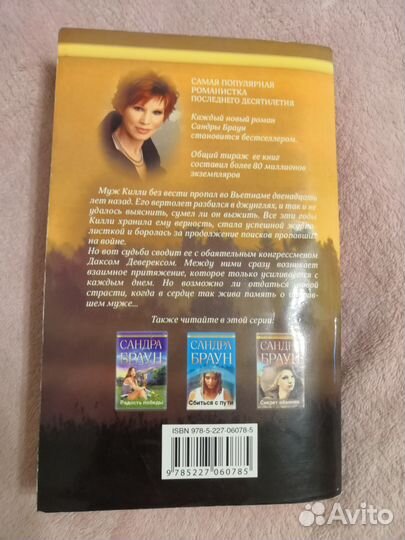 САМАЯ ПОПУЛЯРНАЯ
РОМАНИСТКА
ПОСЛЕДНЕГО ДЕСЯТИЛЕТИЯ
Каждый новый роман
Сандры Браун
становится бестселлером.
Общий тираж ее книг
составил более 80 миллионов
экземпляров
Муж Килли без вести пропал во Вьетнаме двенадцать
лет назад. Его вертолет разбился в джунглях, и так и не
удалось выяснить, сумел ли он выжить. Все эти годы
Килли хранила ему верность, стала успешной
листкой и боролась за продолжение поисков пропавших
на войне.
Но вот судьба сводит ее с обаятельным конгрессменом
Даксом Деверексом. Между ними сразу возникает
взаимное притяжение, которое только усиливается с
каждым днем. Но возможно ли отдаться новой
страсти, когда в сердце так жива память о
шем муже...
Также читайте в этой серии:
САНДРА
БРАУН
Радость победы
САНДРА
БРАУН
Сбиться с пути
САНДРА
БРАУН
Секрет
ISBN 978-5-227-06078-5
9 785227 060785
Avito